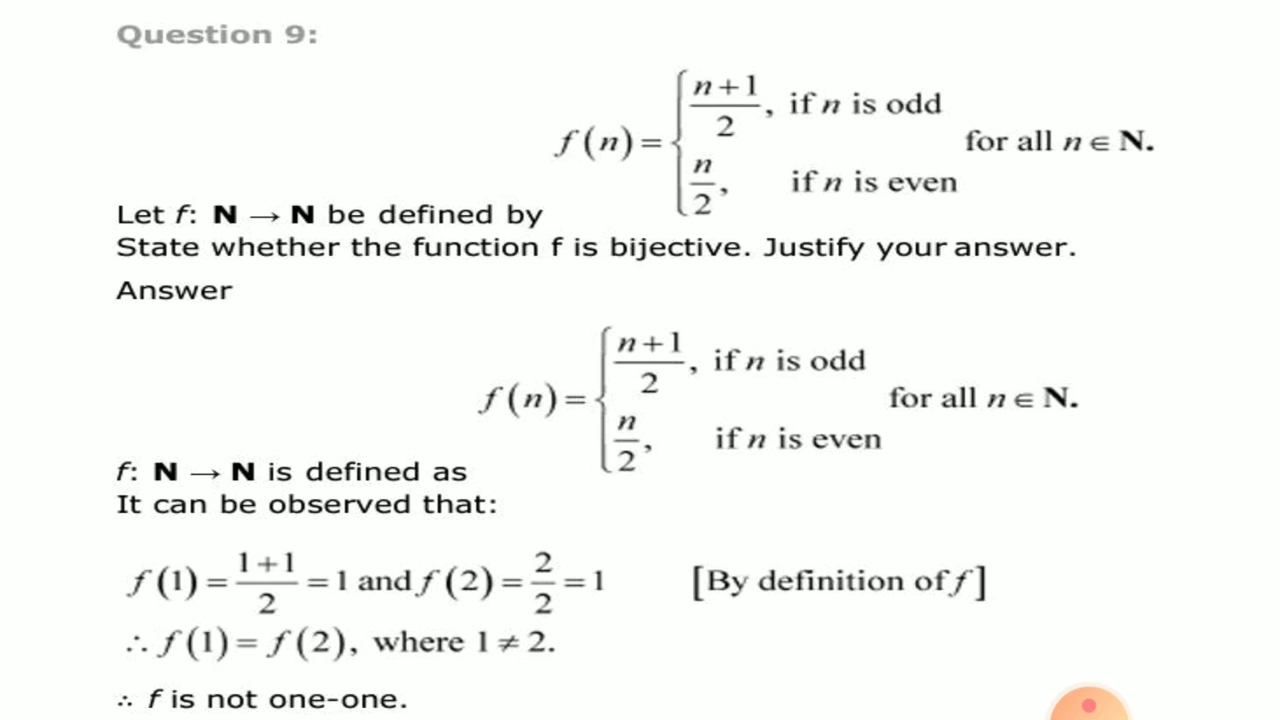 Question 9:
f(n) = { (n+1)/2, if n is odd
n/2, if n is even for all n ∈ N.
Let f: N → N be defined by
State whether the function f is bijective. Justify your answer.
Answer
f(n) = { (n+1)/2, if n is odd
n/2, if n is even for all n ∈ N.
f: N → N is defined as
It can be observed that:
f(1) = (1+1)/2 = 1 and f(2) = 2/2 = 1 [By definition of f]
∴ f(1) = f(2), where 1 ≠ 2.
∴ f is not one-one.